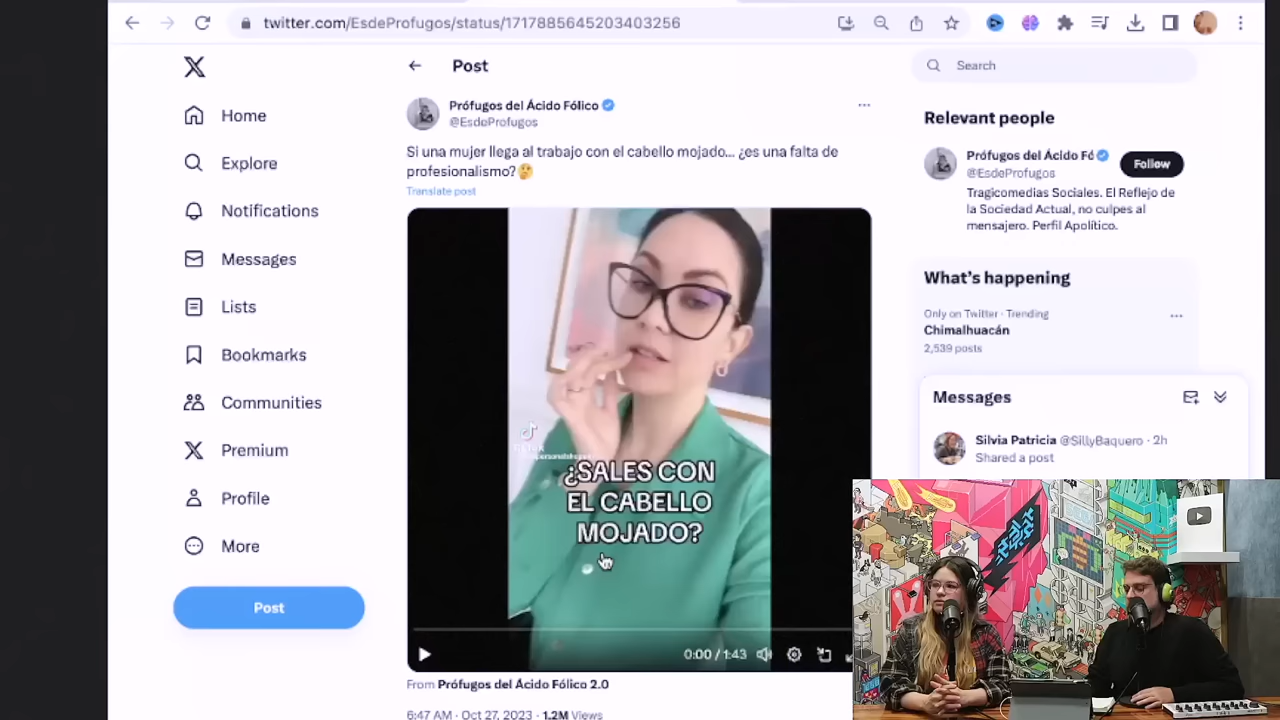 twitter.com/EsdeProfugos/status/1717885645203403256
Home
Explore
Notifications
Messages
Lists
Bookmarks
Communities
Premium
Profile
More
Post
Post
Prófugos del Ácido Fólico
@EsdeProfugos
Si una mujer llega al trabajo con el cabello mojado... ¿es una falta de
profesionalismo?🤔
Translate post
¿SALES CON
EL CABELLO
MOJADO?
0:00 / 1:43
From Prófugos del Ácido Fólico 2.0
6:47 AM · Oct 27, 2023 · 1.2M Views
Search
Relevant people
Prófugos del Ácido Fó
@EsdeProfugos
Follow
Tragicomedias Sociales. El Reflejo de
la Sociedad Actual, no culpes al
mensajero. Perfil Apolítico.
What's happening
Only on Twitter · Trending
Chimalhuacán
2,539 posts
Messages
Silvia Patricia @SillyBaquero · 2h
Shared a post